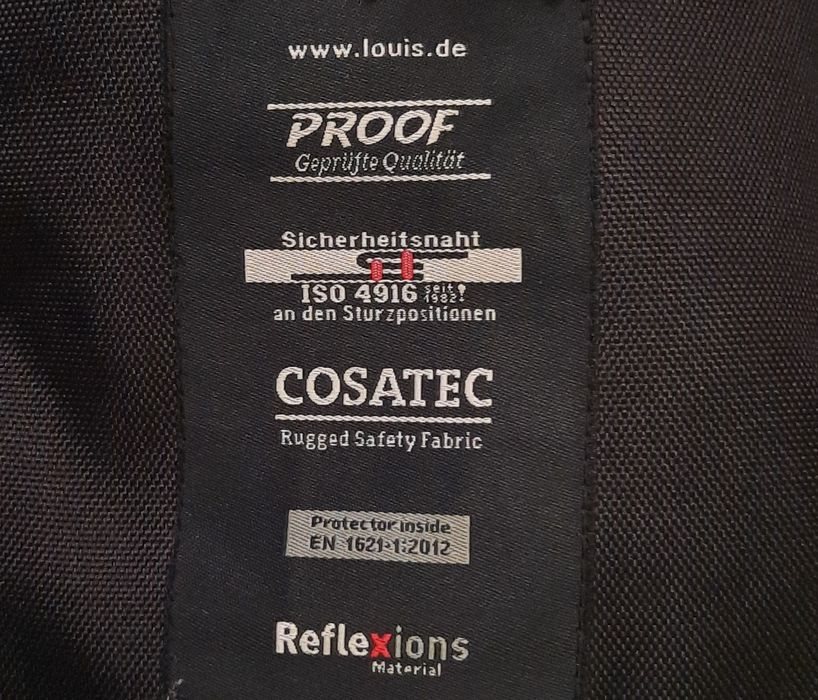 www.louis.de
PROOF
Geprüfte Qualität
Sicherheitsnaht
ISO 4916 seit 1982!
an den Sturzpositionen
COSATEC
Rugged Safety Fabric
Protector inside
EN 1621-1:2012
Reflexions
Material